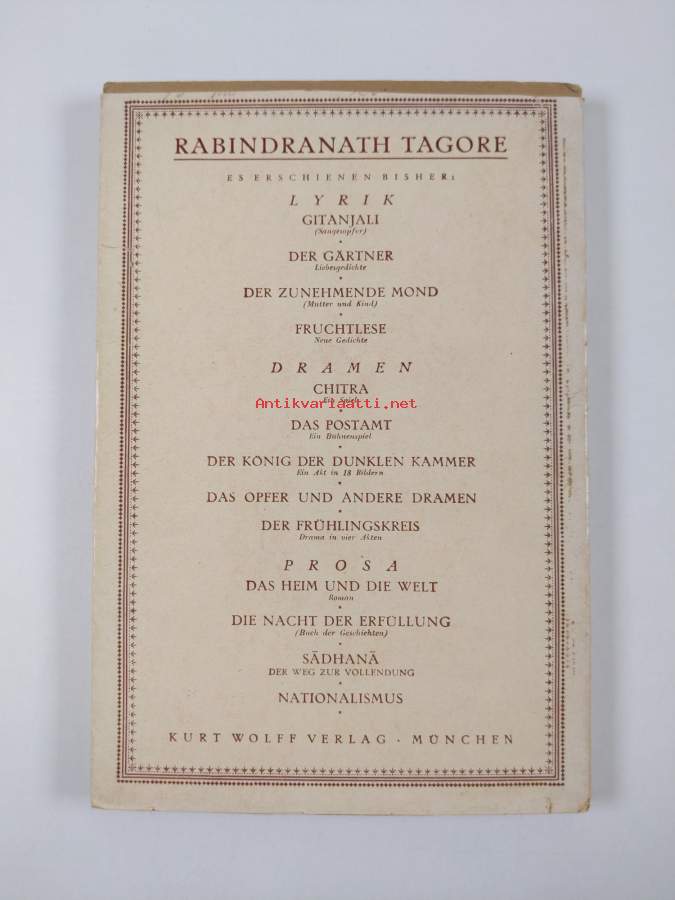 RABINDRANATH TAGORE
ES ERSCHIENEN BISHER:
LYRIK
GITANJALI
(Sangesopfer)
DER GÄRTNER
Liebesgedichte
DER ZUNEHMENDE MOND
(Mutter und Kind)
FRUCHTLESE
Neue Gedichte
DRAMEN
CHITRA
Ein Spiel
Antikvariaatti.net
DAS POSTAMT
Ein Bühnenspiel
DER KÖNIG DER DUNKLEN KAMMER
Ein Akt in 18 Bildern
DAS OPFER UND ANDERE DRAMEN
DER FRÜHLINGSKREIS
Drama in vier Akten
PROSA
DAS HEIM UND DIE WELT
Roman
DIE NACHT DER ERFÜLLUNG
(Buch der Geschichten)
SĀDHANĀ
DER WEG ZUR VOLLENDUNG
NATIONALISMUS
KURT WOLFF VERLAG · MÜNCHEN